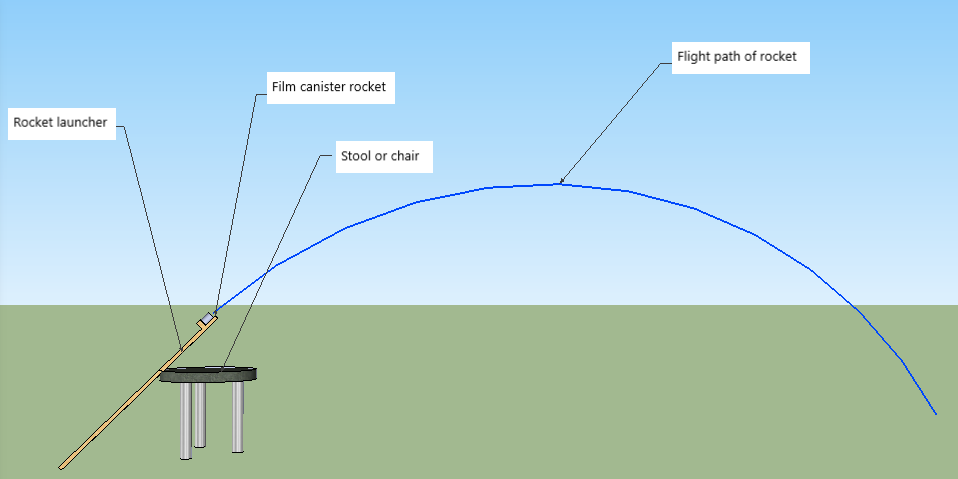 Flight path of rocket
Film canister rocket
Rocket launcher
Stool or chair